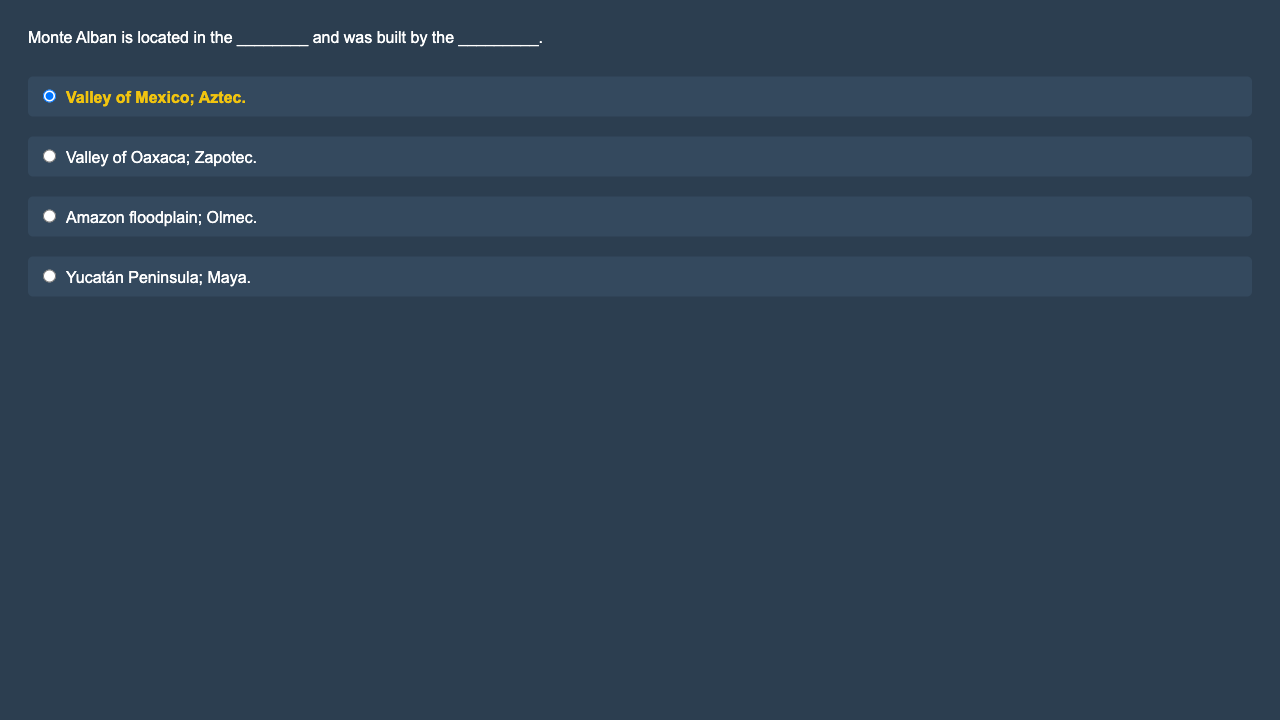 Monte Alban is located in the ________ and was built by the _________.
Valley of Mexico; Aztec.
Valley of Oaxaca; Zapotec.
Amazon floodplain; Olmec.
Yucatán Peninsula; Maya.